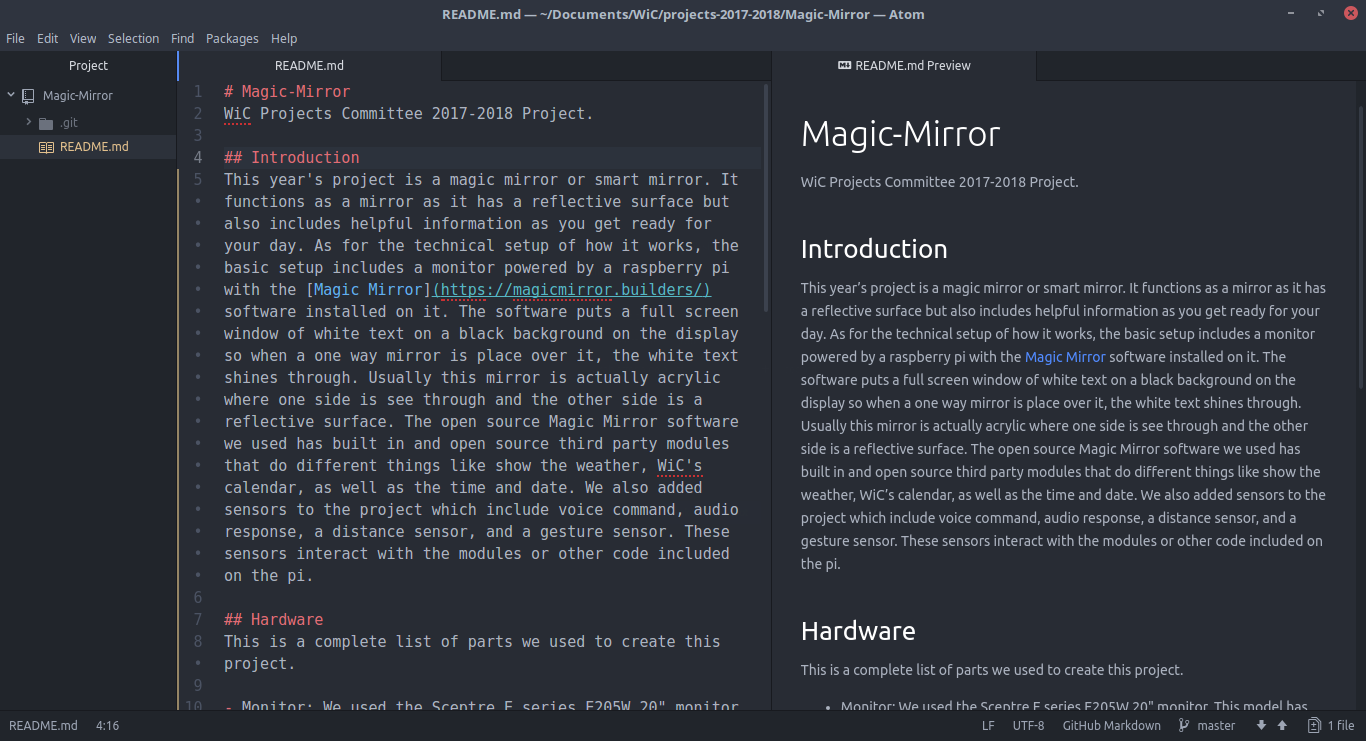 README.md — ~/Documents/WiC/projects-2017-2018/Magic-Mirror — Atom
File Edit View Selection Find Packages Help
Project
Magic-Mirror
.git
README.md
README.md
1 # Magic-Mirror
2 WiC Projects Committee 2017-2018 Project.
3
4 ## Introduction
5 This year's project is a magic mirror or smart mirror. It
• functions as a mirror as it has a reflective surface but
• also includes helpful information as you get ready for
• your day. As for the technical setup of how it works, the
• basic setup includes a monitor powered by a raspberry pi
• with the [Magic Mirror](https://magicmirror.builders/)
• software installed on it. The software puts a full screen
• window of white text on a black background on the display
• so when a one way mirror is place over it, the white text
• shines through. Usually this mirror is actually acrylic
• where one side is see through and the other side is a
• reflective surface. The open source Magic Mirror software
• we used has built in and open source third party modules
• that do different things like show the weather, WiC's
• calendar, as well as the time and date. We also added
• sensors to the project which include voice command, audio
• response, a distance sensor, and a gesture sensor. These
• sensors interact with the modules or other code included
• on the pi.
6
7 ## Hardware
8 This is a complete list of parts we used to create this
• project.
9
10 - Monitor: We used the Sceptre E series E205W 20" monitor
README.md Preview
Magic-Mirror
WiC Projects Committee 2017-2018 Project.
Introduction
This year’s project is a magic mirror or smart mirror. It functions as a mirror as it has
a reflective surface but also includes helpful information as you get ready for your
day. As for the technical setup of how it works, the basic setup includes a monitor
powered by a raspberry pi with the Magic Mirror software installed on it. The
software puts a full screen window of white text on a black background on the
display so when a one way mirror is place over it, the white text shines through.
Usually this mirror is actually acrylic where one side is see through and the other
side is a reflective surface. The open source Magic Mirror software we used has
built in and open source third party modules that do different things like show the
weather, WiC’s calendar, as well as the time and date. We also added sensors to the
project which include voice command, audio response, a distance sensor, and a
gesture sensor. These sensors interact with the modules or other code included on
the pi.
Hardware
This is a complete list of parts we used to create this project.
• Monitor: We used the Sceptre E series E205W 20" monitor. This model has
README.md 4:16
LF UTF-8 GitHub Markdown master 1 file